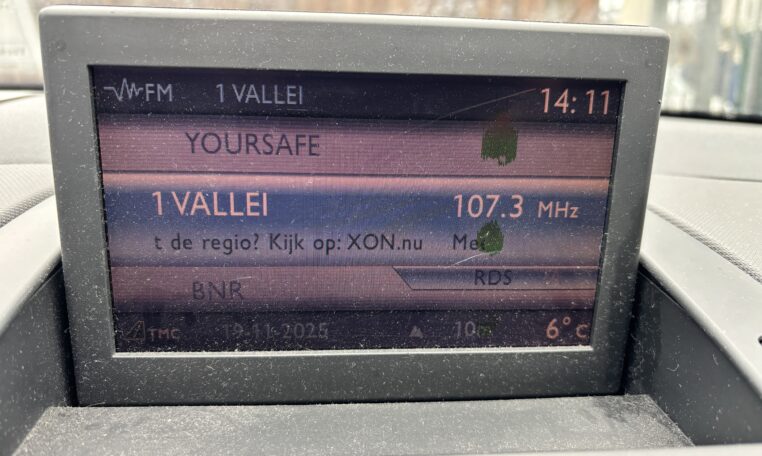 FM 1 VALLEI 14:11
YOURSAFE
1 VALLEI 107.3 MHz
t de regio? Kijk op: XON.nu Me
RDS
BNR
TMC 19-11-2025 10 6°C